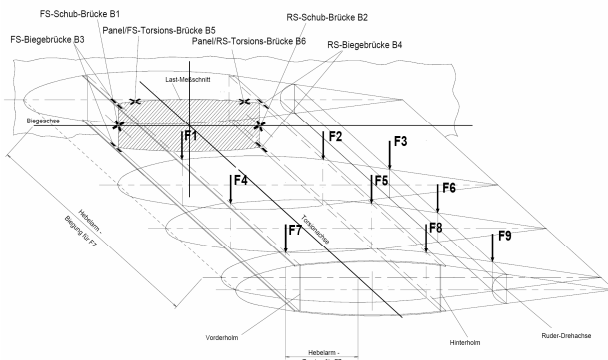 FS-Schub-Brücke B1
Panel/FS-Torsions-Brücke B5
RS-Schub-Brücke B2
FS-Biegebrücke B3
Panel/RS-Torsions-Brücke B6
RS-Biegebrücke B4
Last-Meßschnitt
Biegeachse
F1
F2
F3
F4
F5
F6
Hebelarm -
Biegung für F7
Torsionachse
F7
F8
F9
Vorderholm
Hinterholm
Ruder-Drehachse
Hebelarm -